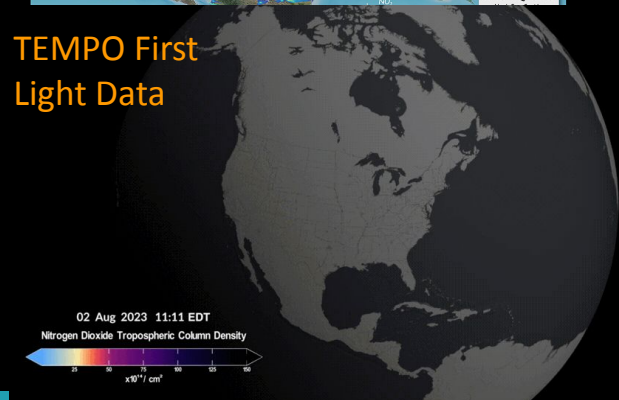 NO₂
TEMPO First
Light Data
02 Aug 2023 11:11 EDT
Nitrogen Dioxide Tropospheric Column Density
25 50 75 100 125 150
x10¹⁴/ cm²